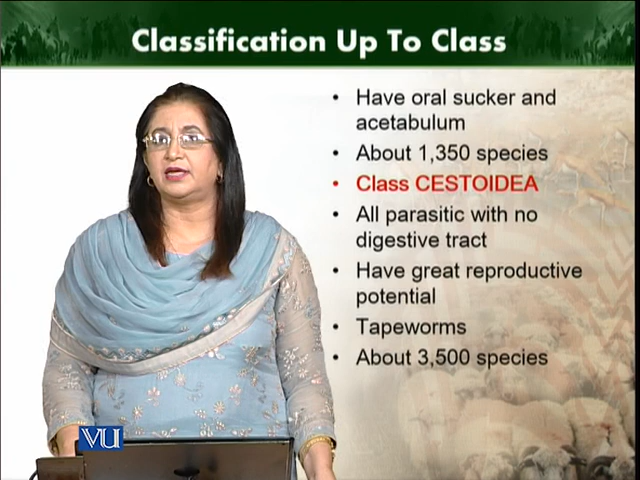 Classification Up To Class
• Have oral sucker and
acetabulum
• About 1,350 species
• Class CESTOIDEA
• All parasitic with no
digestive tract
• Have great reproductive
potential
• Tapeworms
• About 3,500 species
VU